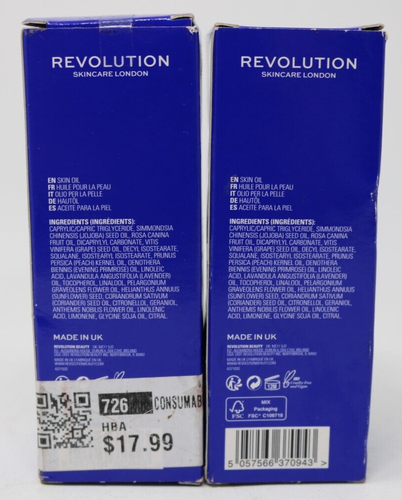 REVOLUTION
SKINCARE LONDON
EN SKIN OIL
FR HUILE POUR LA PEAU
IT OLIO PER LA PELLE
DE HAUTÖL
ES ACEITE PARA LA PIEL
INGREDIENTS (INGRÉDIENTS):
CAPRYLIC/CAPRIC TRIGLYCERIDE, SIMMONDSIA
CHINENSIS (JOJOBA) SEED OIL, ROSA CANINA
FRUIT OIL, DICAPRYLYL CARBONATE, VITIS
VINIFERA (GRAPE) SEED OIL, DECYL ISOSTEARATE,
SQUALANE, ISOSTEARYL ISOSTEARATE, PRUNUS
PERSICA (PEACH) KERNEL OIL, OENOTHERA
BIENNIS (EVENING PRIMROSE) OIL, LINOLEIC
ACID, LAVANDULA ANGUSTIFOLIA (LAVENDER)
OIL, TOCOPHEROL, LINALOOL, PELARGONIUM
GRAVEOLENS FLOWER OIL, HELIANTHUS ANNUUS
(SUNFLOWER) SEED OIL, CORIANDRUM SATIVUM
(CORIANDER) SEED OIL, CITRONELLOL, GERANIOL,
ANTHEMIS NOBILIS FLOWER OIL, LINOLENIC
ACID, LIMONENE, GLYCINE SOJA OIL, CITRAL.
MADE IN UK
REVOLUTION BEAUTY
726 CONSUMAB
HBA
$17.99
REVOLUTION
SKINCARE LONDON
EN SKIN OIL
FR HUILE POUR LA PEAU
IT OLIO PER LA PELLE
DE HAUTÖL
ES ACEITE PARA LA PIEL
INGREDIENTS (INGRÉDIENTS):
CAPRYLIC/CAPRIC TRIGLYCERIDE, SIMMONDSIA
CHINENSIS (JOJOBA) SEED OIL, ROSA CANINA
FRUIT OIL, DICAPRYLYL CARBONATE, VITIS
VINIFERA (GRAPE) SEED OIL, DECYL ISOSTEARATE,
SQUALANE, ISOSTEARYL ISOSTEARATE, PRUNUS
PERSICA (PEACH) KERNEL OIL, OENOTHERA
BIENNIS (EVENING PRIMROSE) OIL, LINOLEIC
ACID, LAVANDULA ANGUSTIFOLIA (LAVENDER)
OIL, TOCOPHEROL, LINALOOL, PELARGONIUM
GRAVEOLENS FLOWER OIL, HELIANTHUS ANNUUS
(SUNFLOWER) SEED OIL, CORIANDRUM SATIVUM
(CORIANDER) SEED OIL, CITRONELLOL, GERANIOL,
ANTHEMIS NOBILIS FLOWER OIL, LINOLENIC
ACID, LIMONENE, GLYCINE SOJA OIL, CITRAL.
MADE IN UK
REVOLUTION BEAUTY
12M
Cruelty-Free
and Vegan
FSC
MIX
Packaging
FSC® C106719
5 057566 370943 >